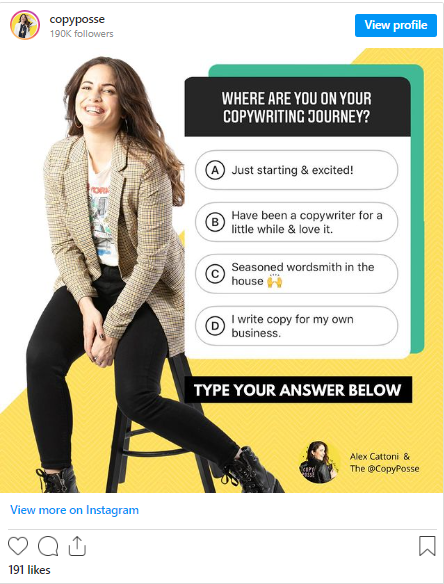 copyposse
190K followers
View profile
WHERE ARE YOU ON YOUR
COPYWRITING JOURNEY?
A Just starting & excited!
B Have been a copywriter for a
little while & love it.
C Seasoned wordsmith in the
house 🙌
D I write copy for my own
business.
TYPE YOUR ANSWER BELOW
Alex Cattoni &
The @CopyPosse
View more on Instagram
191 likes